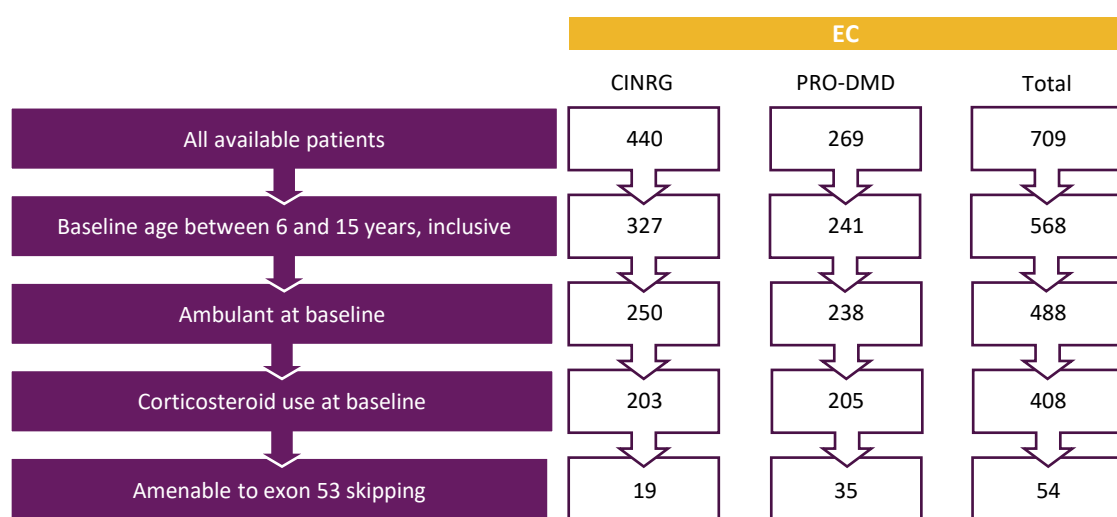 EC
CINRG PRO-DMD Total
All available patients 440 269 709
Baseline age between 6 and 15 years, inclusive 327 241 568
Ambulant at baseline 250 238 488
Corticosteroid use at baseline 203 205 408
Amenable to exon 53 skipping 19 35 54